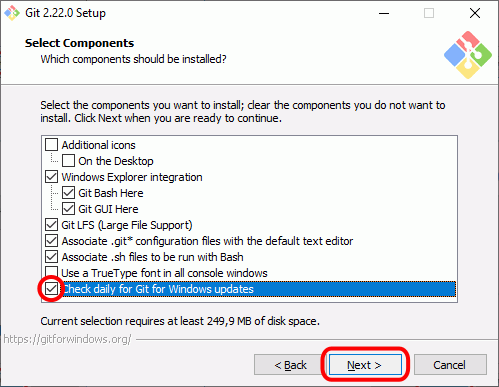 Git 2.22.0 Setup
Select Components
Which components should be installed?
Select the components you want to install; clear the components you do not want to
install. Click Next when you are ready to continue.
Additional icons
On the Desktop
Windows Explorer integration
Git Bash Here
Git GUI Here
Git LFS (Large File Support)
Associate .git* configuration files with the default text editor
Associate .sh files to be run with Bash
Use a TrueType font in all console windows
Check daily for Git for Windows updates
Current selection requires at least 249,9 MB of disk space.
https://gitforwindows.org/
< Back
Next >
Cancel